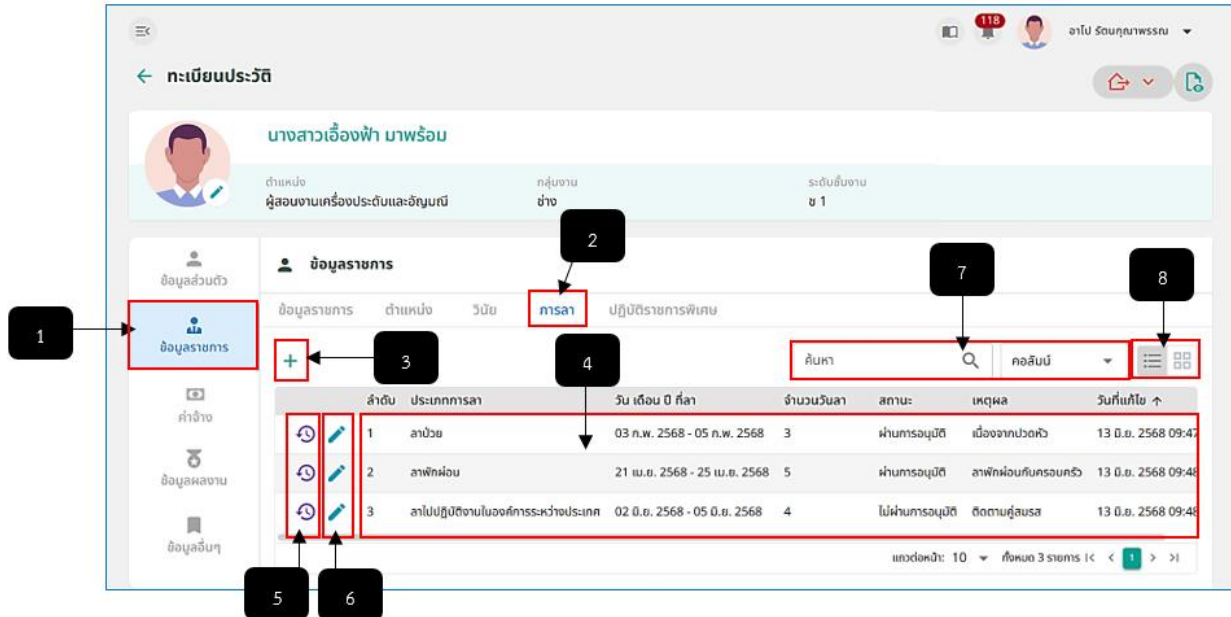 118
อาไป รัตนกุณาพรรณ
ทะเบียนประวัติ
นางสาวเอื้องฟ้า มาพร้อม
ตำแหน่ง กลุ่มงาน ระดับชั้นงาน
ผู้สอนงานเครื่องประดับและอัญมณี ช่าง ช 1
2
7
8
1
ข้อมูลส่วนตัว
ข้อมูลราชการ
ค่าจ้าง
ข้อมูลผลงาน
ข้อมูลอื่นๆ
ข้อมูลราชการ
ข้อมูลราชการ ตำแหน่ง วินัย การลา ปฏิบัติราชการพิเศษ
3
4
ค้นหา คอลัมน์
ลำดับ ประเภทการลา วัน เดือน ปี ที่ลา จำนวนวันลา สถานะ เหตุผล วันที่แก้ไข
1 ลาป่วย 03 ก.พ. 2568 - 05 ก.พ. 2568 3 ผ่านการอนุมัติ เนื่องจากปวดหัว 13 มิ.ย. 2568 09:47
2 ลาพักผ่อน 21 เม.ย. 2568 - 25 เม.ย. 2568 5 ผ่านการอนุมัติ ลาพักผ่อนกับครอบครัว 13 มิ.ย. 2568 09:48
3 ลาไปปฏิบัติงานในองค์การระหว่างประเทศ 02 มิ.ย. 2568 - 05 มิ.ย. 2568 4 ไม่ผ่านการอนุมัติ ติดตามคู่สมรส 13 มิ.ย. 2568 09:48
แถวต่อหน้า: 10 ทั้งหมด 3 รายการ 1
5
6